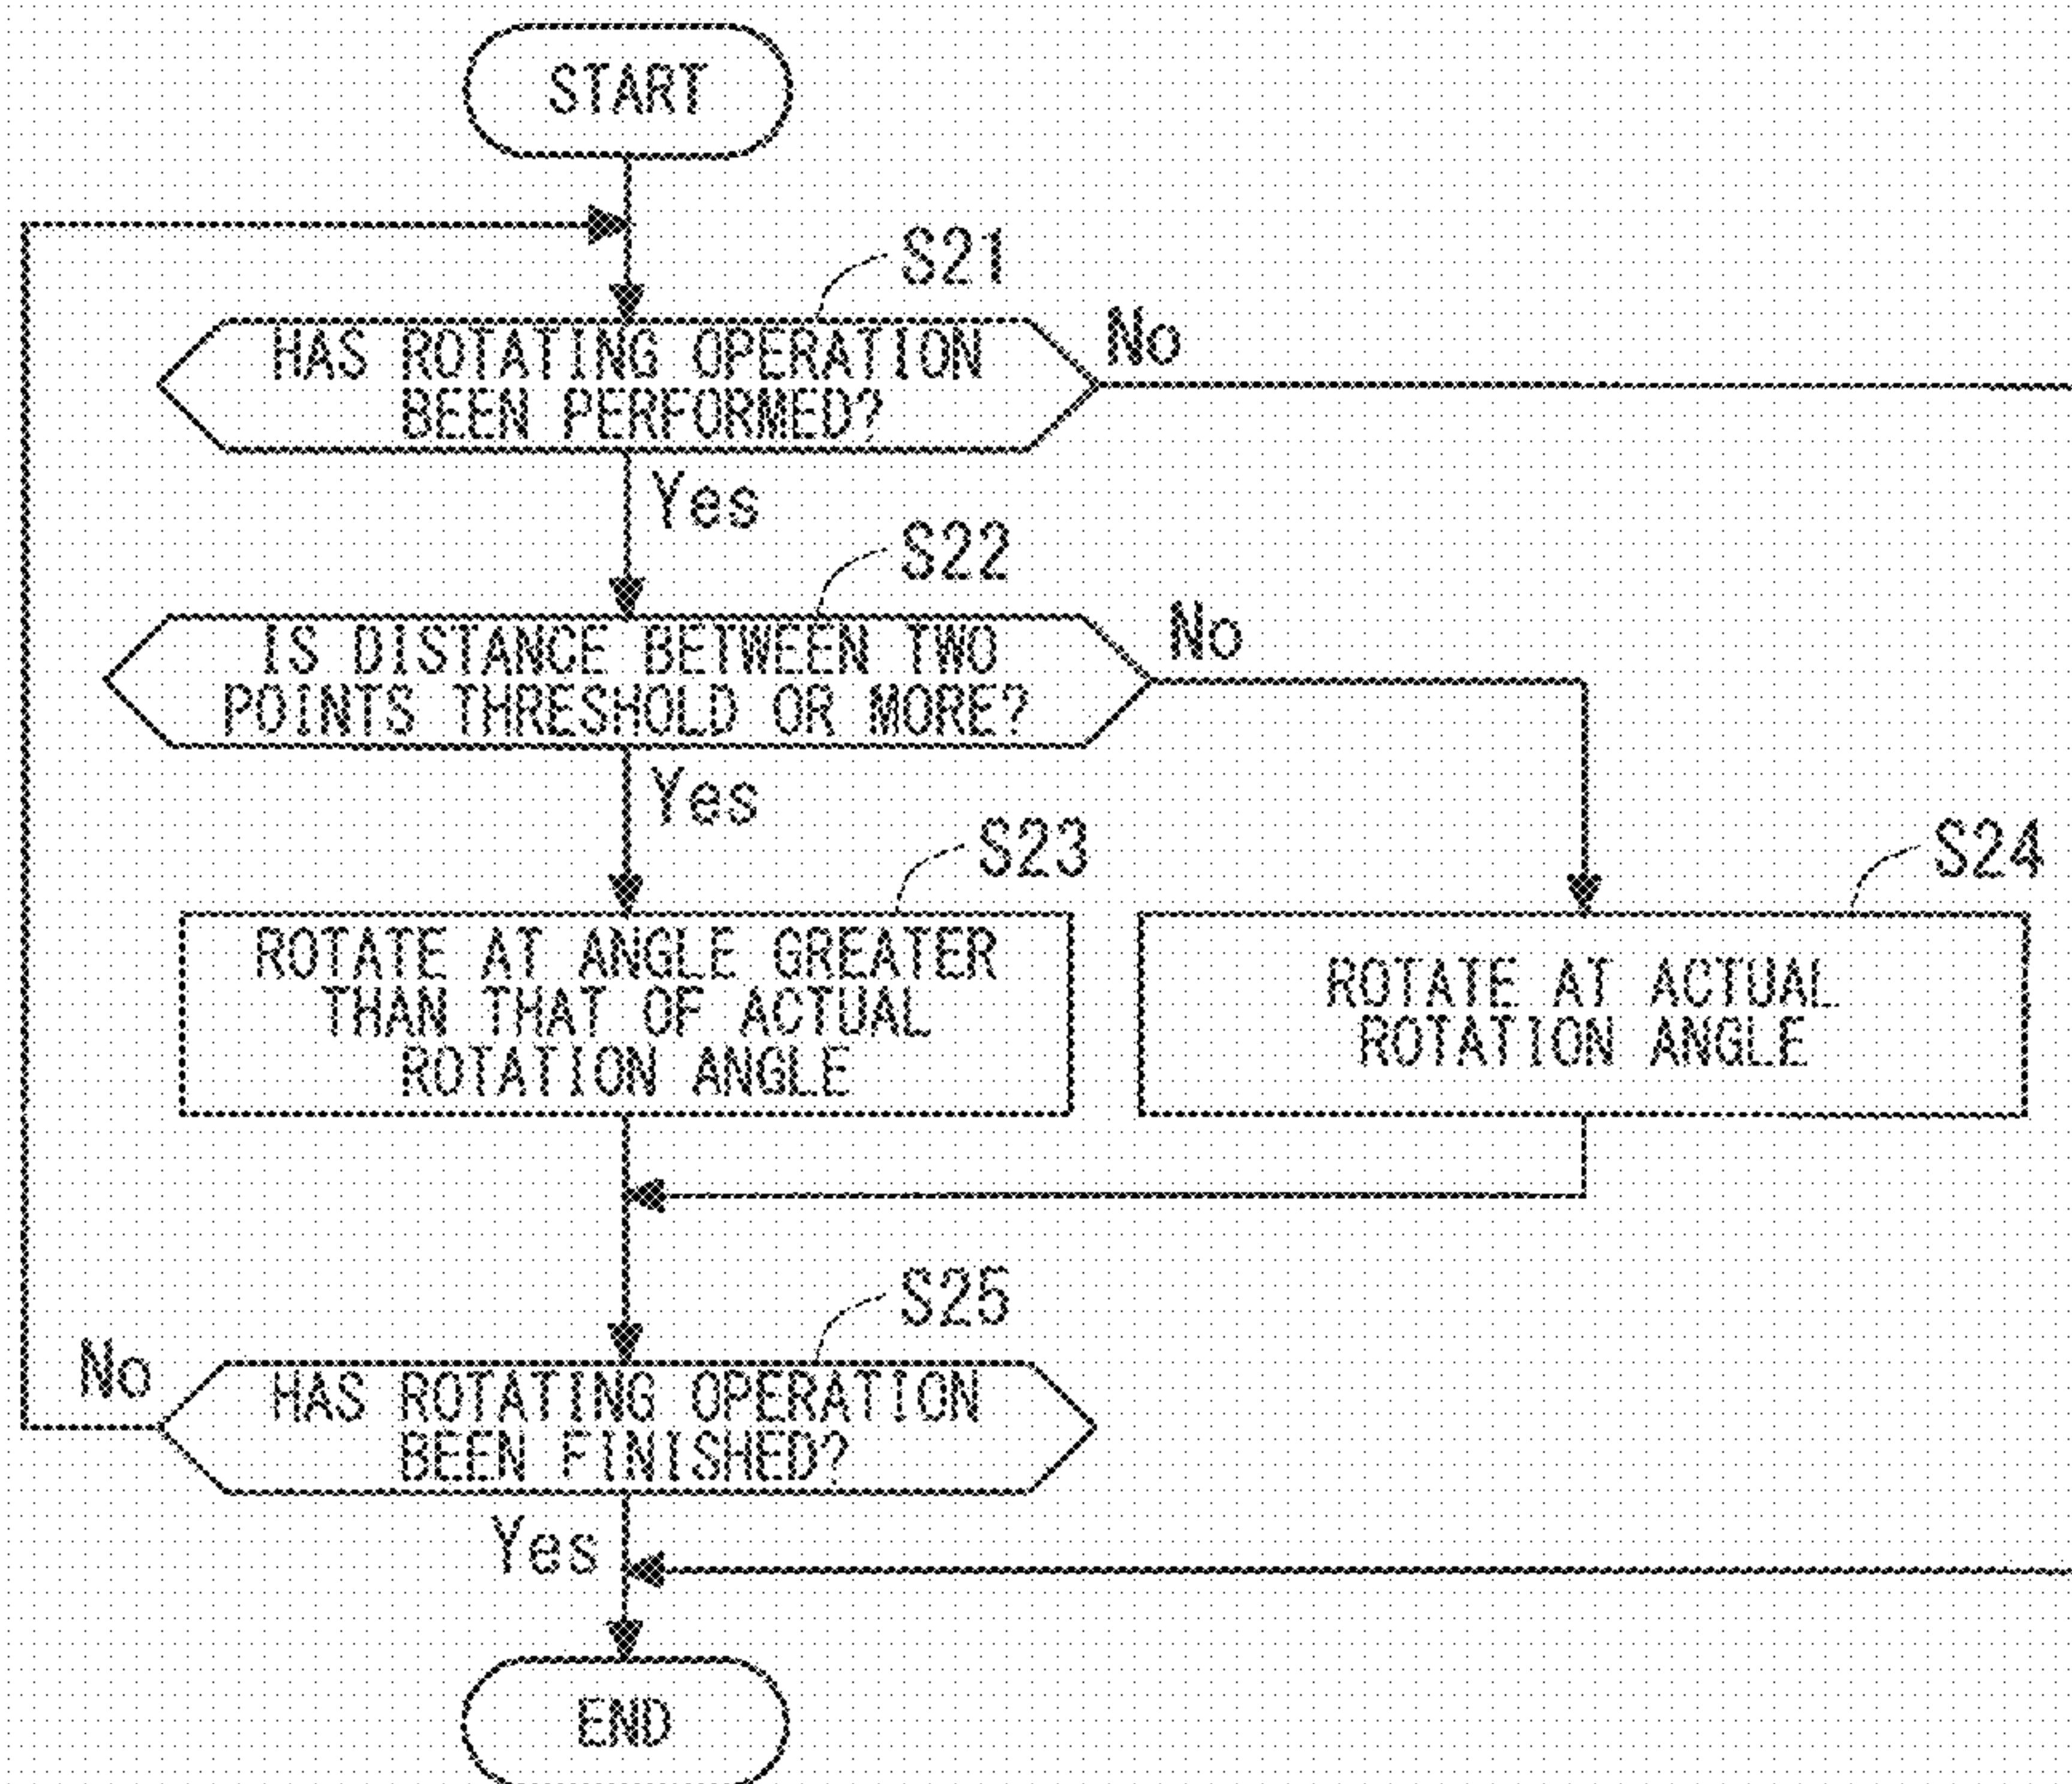 START
S21
HAS ROTATING OPERATION
BEEN PERFORMED?
No
Yes
S22
IS DISTANCE BETWEEN TWO
POINTS THRESHOLD OR MORE?
No
Yes
S23
ROTATE AT ANGLE GREATER
THAN THAT OF ACTUAL
ROTATION ANGLE
S24
ROTATE AT ACTUAL
ROTATION ANGLE
S25
HAS ROTATING OPERATION
BEEN FINISHED?
No
Yes
END